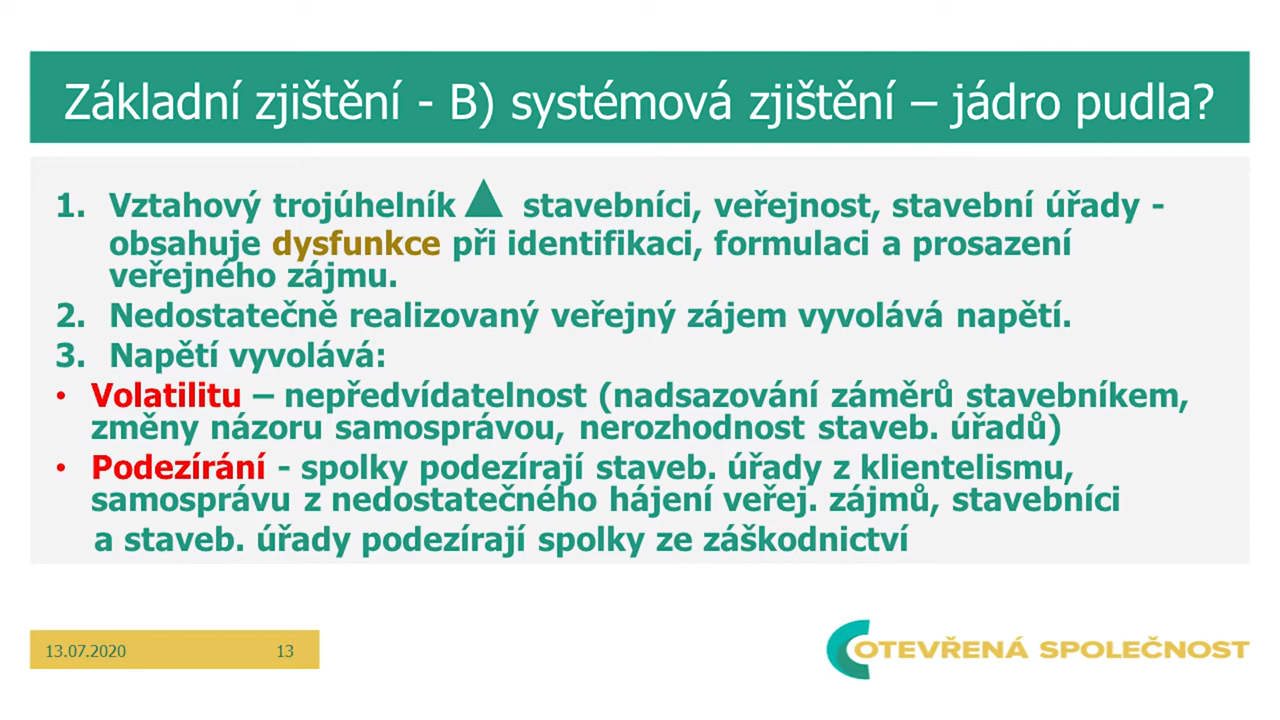 Základní zjištění - B) systémová zjištění – jádro pudla?
1. Vztahový trojúhelník ▲ stavebníci, veřejnost, stavební úřady -
obsahuje dysfunkce při identifikaci, formulaci a prosazení
veřejného zájmu.
2. Nedostatečně realizovaný veřejný zájem vyvolává napětí.
3. Napětí vyvolává:
• Volatilitu – nepředvídatelnost (nadsazování záměrů stavebníkem,
změny názoru samosprávou, nerozhodnost staveb. úřadů)
• Podezírání - spolky podezírají staveb. úřady z klientelismu,
samosprávu z nedostatečného hájení veřej. zájmů, stavebníci
a staveb. úřady podezírají spolky ze záškodnictví
13.07.2020 13
OTEVŘENÁ SPOLEČNOST